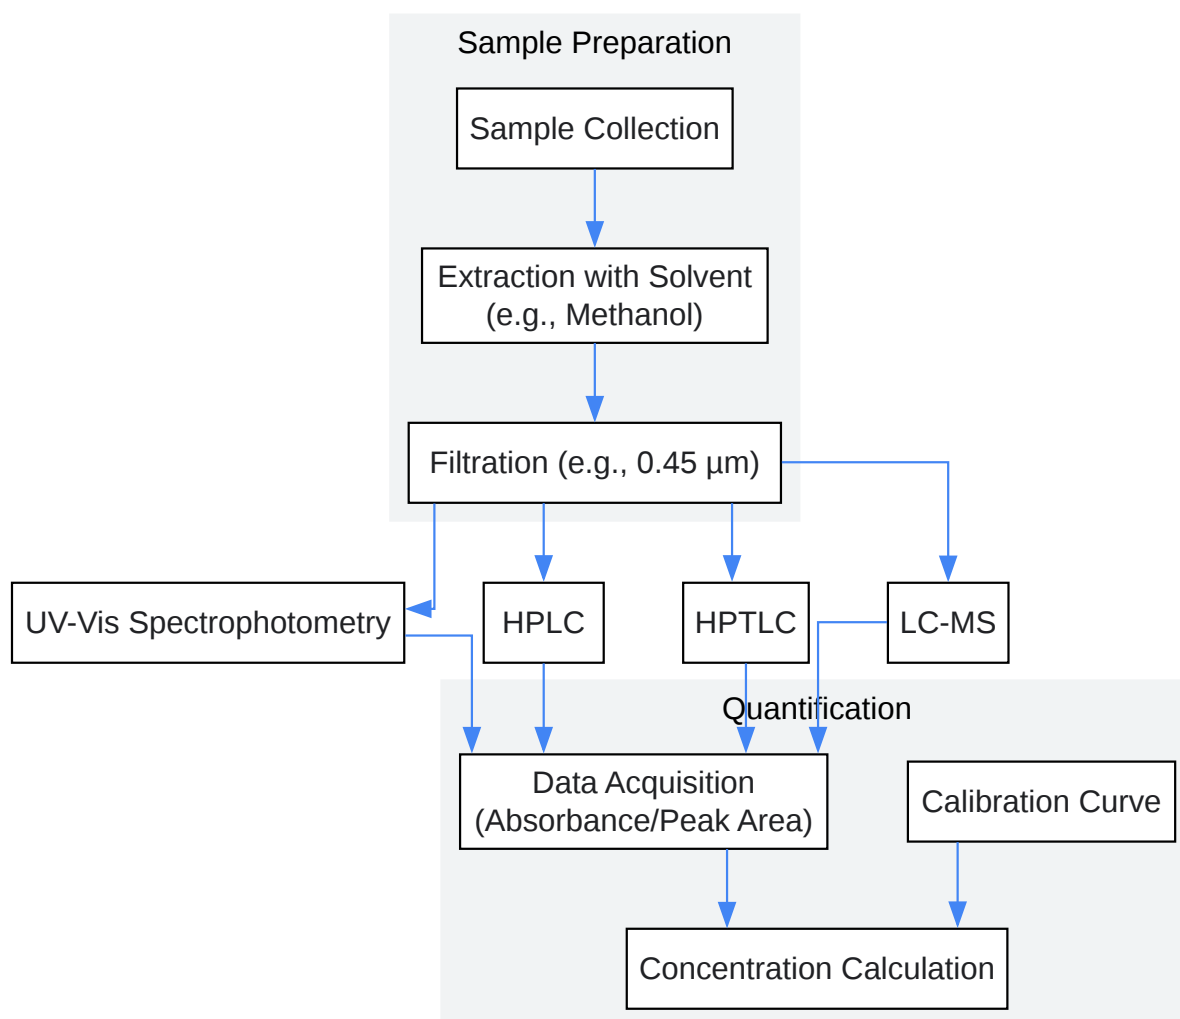 Sample Preparation
Sample Collection
Extraction with Solvent
(e.g., Methanol)
Filtration (e.g., 0.45 µm)
UV-Vis Spectrophotometry
HPLC
HPTLC
LC-MS
Quantification
Data Acquisition
(Absorbance/Peak Area)
Calibration Curve
Concentration Calculation